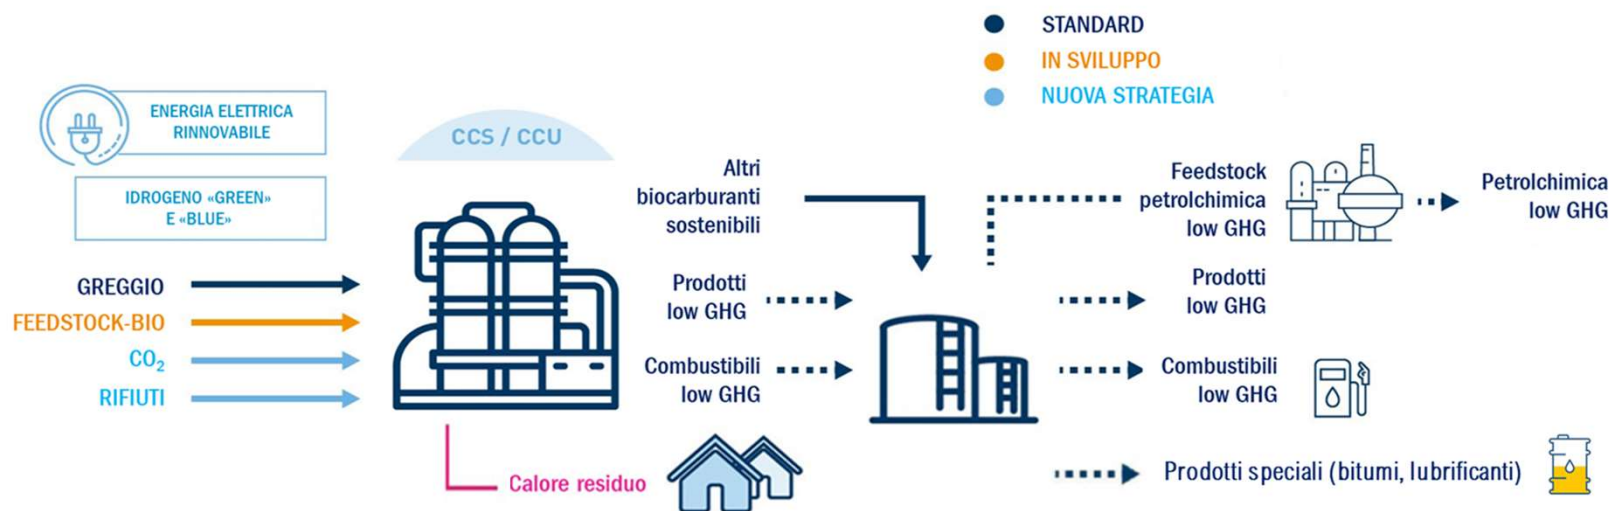 STANDARD
IN SVILUPPO
NUOVA STRATEGIA
ENERGIA ELETTRICA
RINNOVABILE
IDROGENO «GREEN»
E «BLUE»
GREGGIO
FEEDSTOCK-BIO
CO₂
RIFIUTI
CCS / CCU
Calore residuo
Altri
biocarburanti
sostenibili
Prodotti
low GHG
Combustibili
low GHG
Feedstock
petrolchimica
low GHG
Petrolchimica
low GHG
Prodotti
low GHG
Combustibili
low GHG
Prodotti speciali (bitumi, lubrificanti)